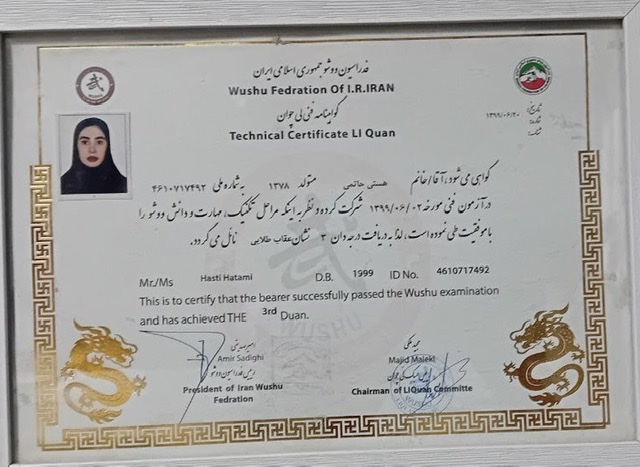 فدراسیون ووشو جمهوری اسلامی ایران
Wushu Fedration Of I.R.IRAN
گواهینامه فنی لی چوان
Technical Certificate LI Quan
تاریخ: ۱۳۹۹/۰۶/۲۰
گواهی می شود، آقا/خانم هستی حاتمی متولد ۱۳۷۸ به شماره ملی ۴۶۱۰۷۱۷۴۹۲
در آزمون فنی مورخه ۱۳۹۹/۰۶/۰۲ شرکت کرده و نظر به اینکه مراحل تکنیک، مهارت و دانش ووشو را
با موفقیت طی نموده است، لذا به دریافت درجه دان ۳ نشان عقاب طلایی نائل می گردد.
Mr./Ms Hasti Hatami D.B. 1999 ID No. 4610717492
This is to certify that the bearer successfully passed the Wushu examination
and has achieved THE 3rd Duan.
Amir Sadighi
رئیس فدراسیون ووشو
President of Iran Wushu
Fedration
مجید ملکی
Majid Maleki
Chairman of LIQuan Committe